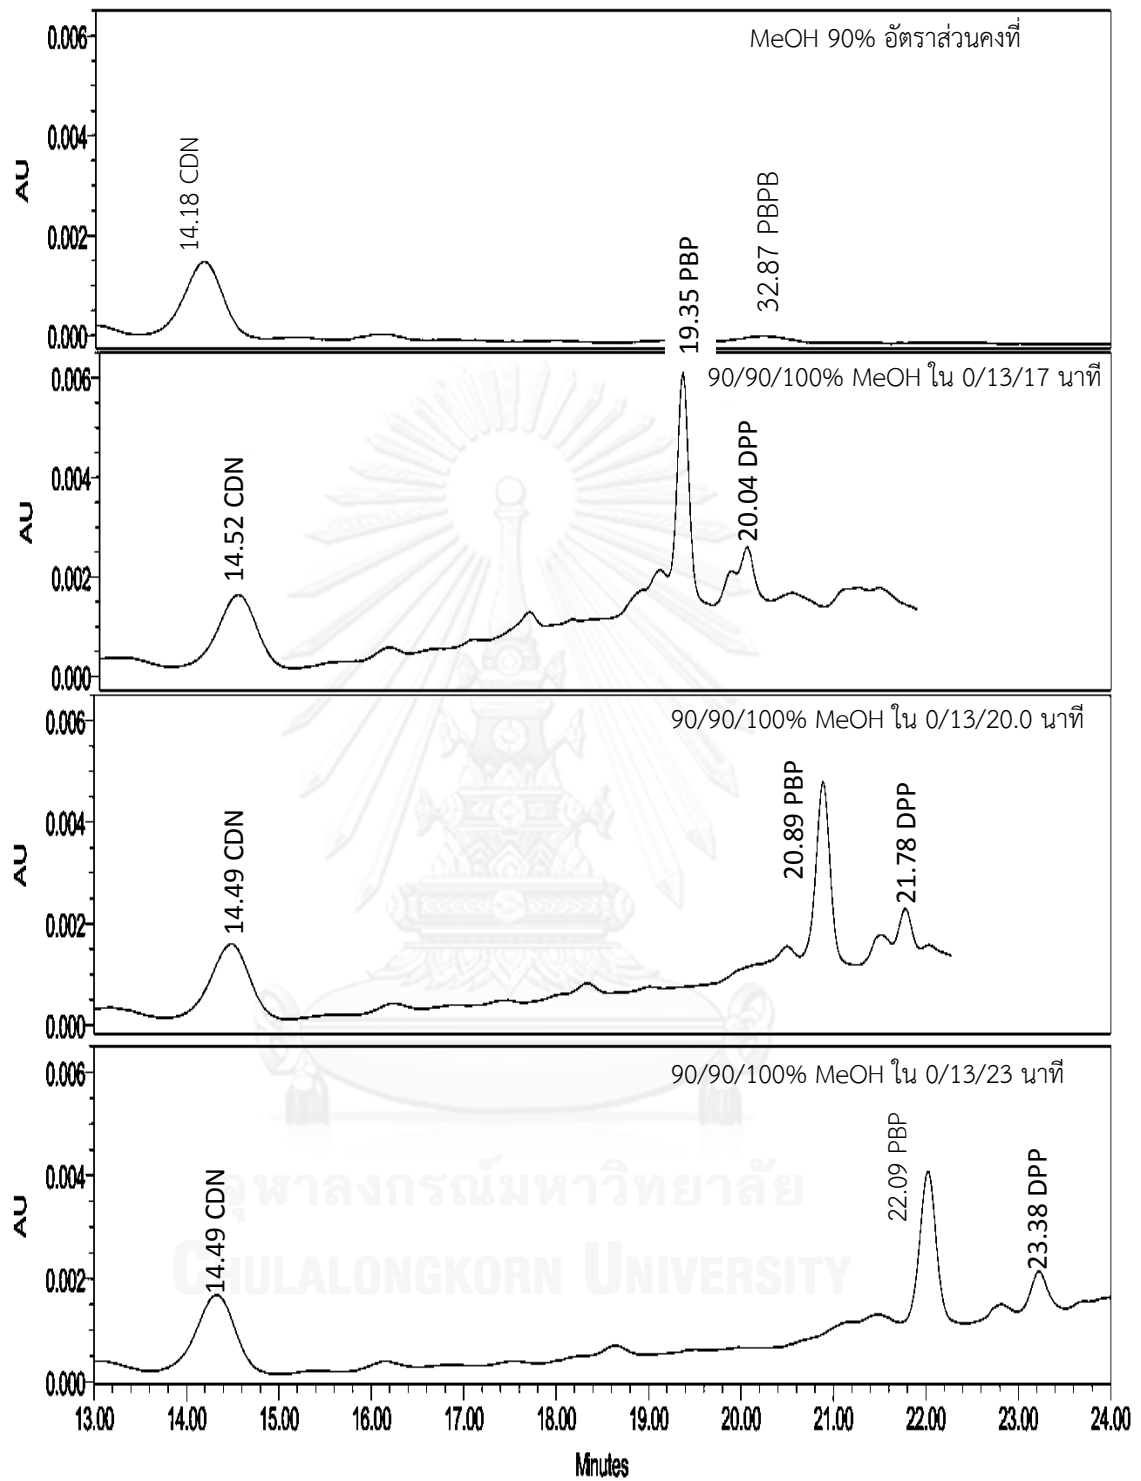 MeOH 90% อัตราส่วนคงที่
0.006
0.004
0.002
0.000
AU
14.18 CDN
32.87 PBPB
90/90/100% MeOH ใน 0/13/17 นาที
0.006
0.004
0.002
0.000
AU
14.52 CDN
19.35 PBP
20.04 DPP
90/90/100% MeOH ใน 0/13/20.0 นาที
0.006
0.004
0.002
0.000
AU
14.49 CDN
20.89 PBP
21.78 DPP
90/90/100% MeOH ใน 0/13/23 นาที
0.006
0.004
0.002
0.000
AU
14.49 CDN
22.09 PBP
23.38 DPP
จุฬาลงกรณ์มหาวิทยาลัย
CHULALONGKORN UNIVERSITY
13.00 14.00 15.00 16.00 17.00 18.00 19.00 20.00 21.00 22.00 23.00 24.00
Minutes